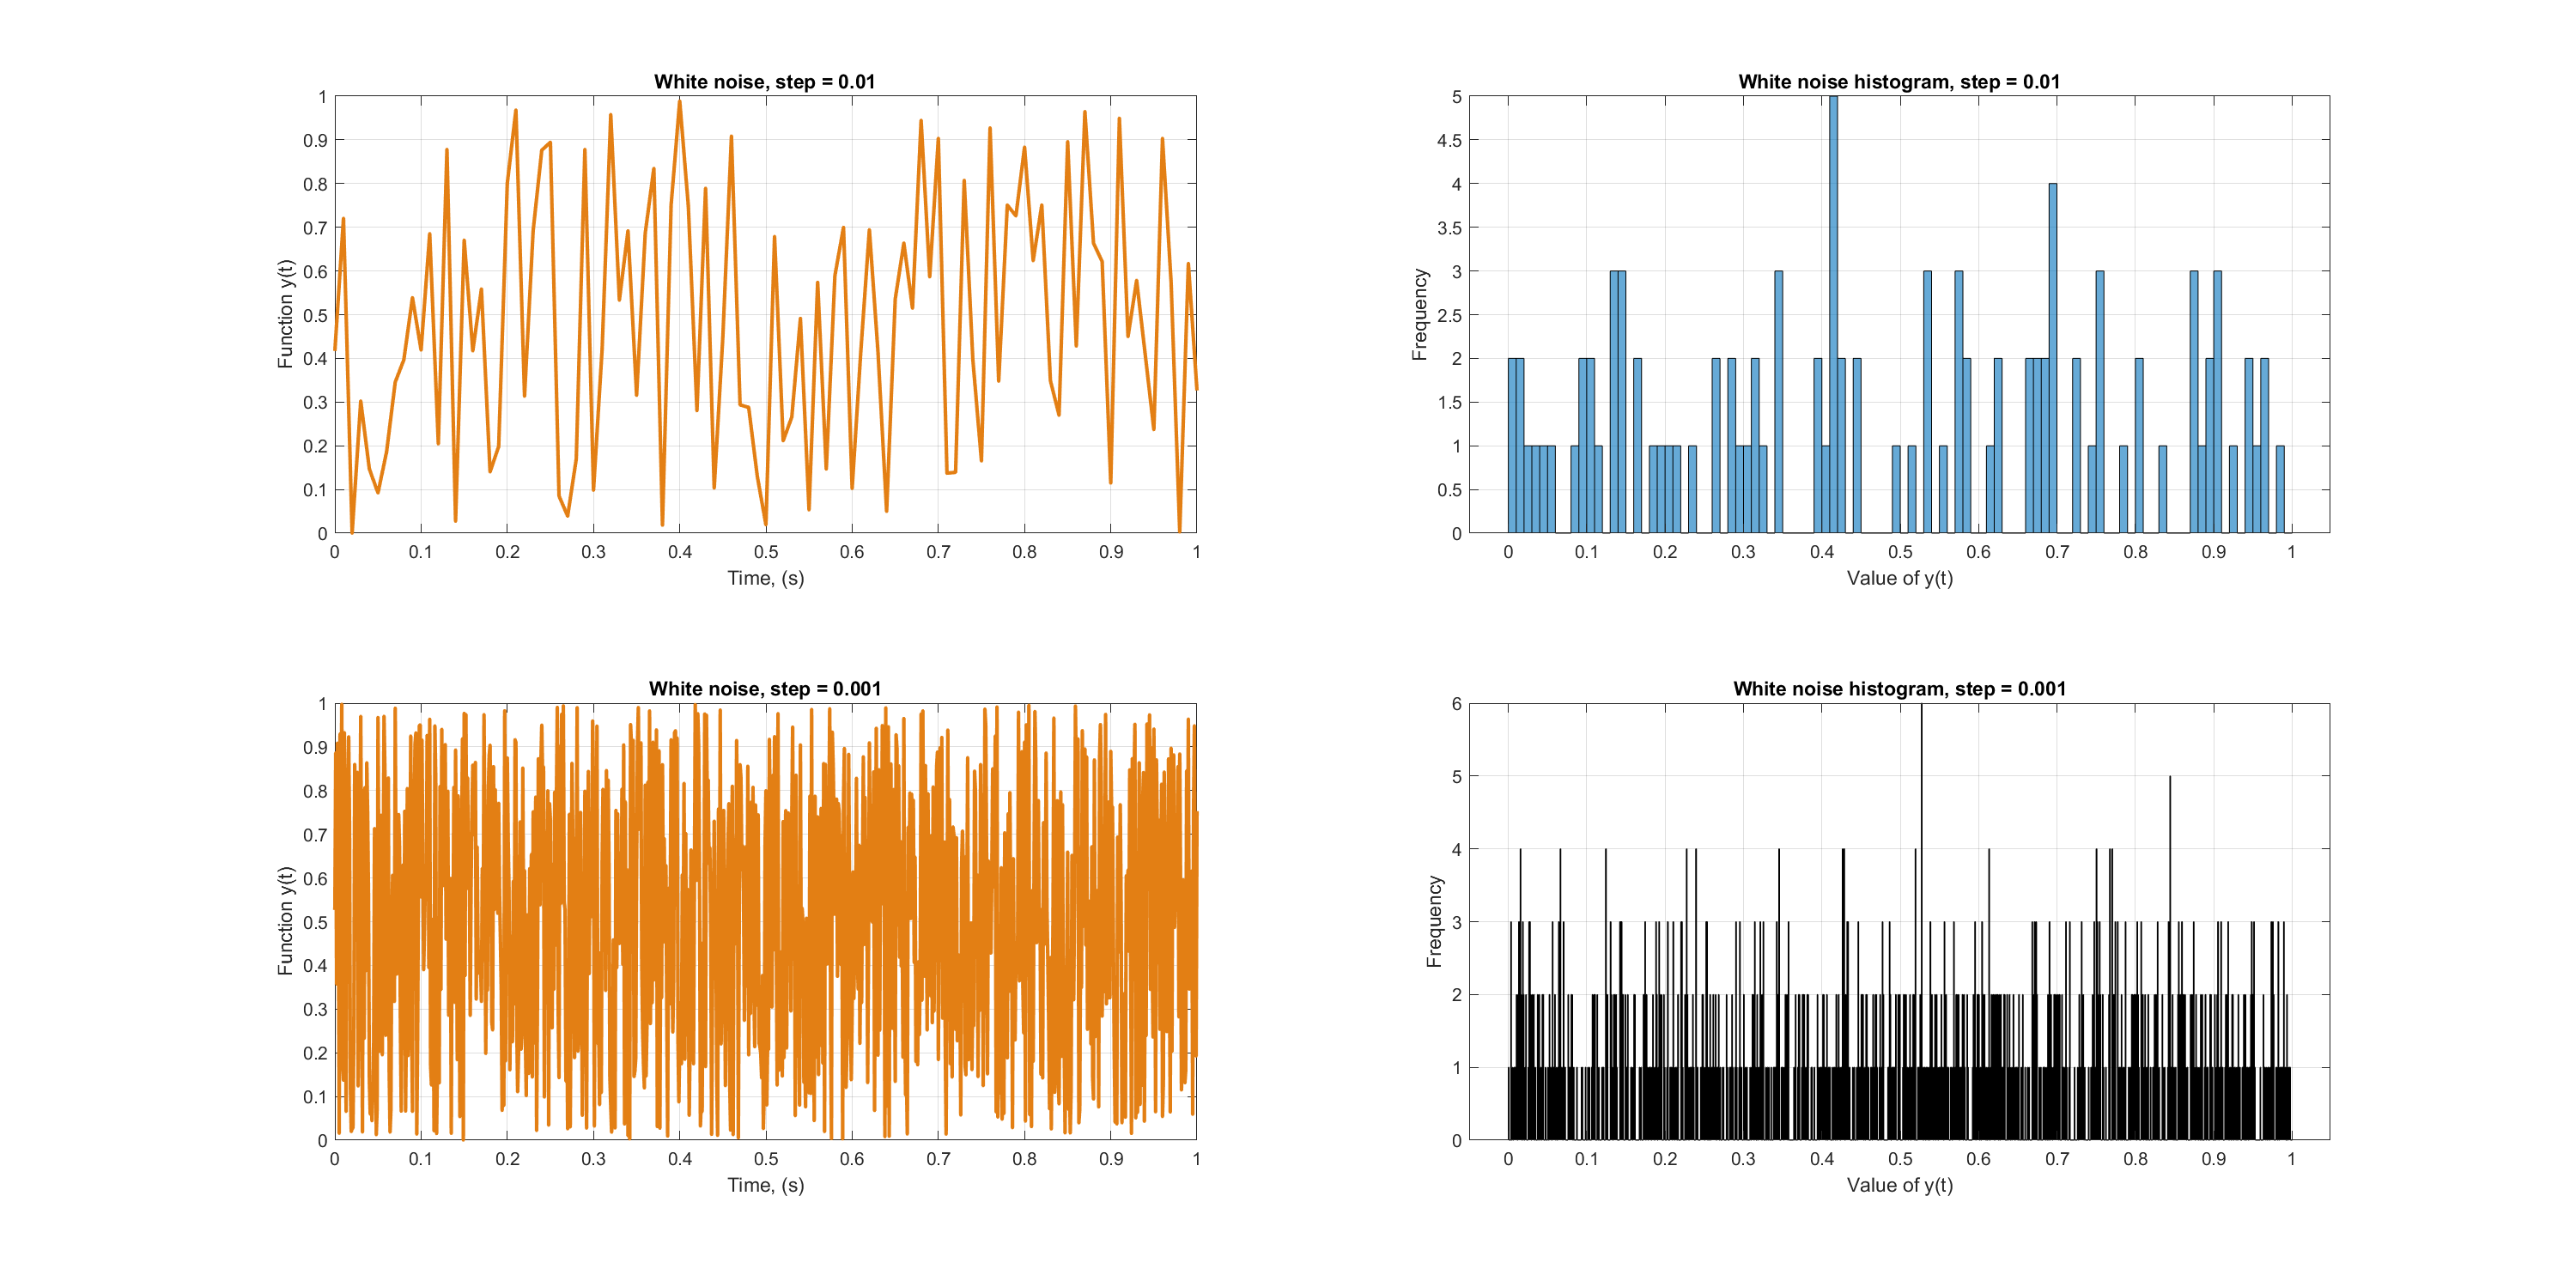 White noise, step = 0.01
1
0.9
0.8
0.7
0.6
0.5
0.4
0.3
0.2
0.1
0
Function y(t)
0 0.1 0.2 0.3 0.4 0.5 0.6 0.7 0.8 0.9 1
Time, (s)
White noise histogram, step = 0.01
5
4.5
4
3.5
3
2.5
2
1.5
1
0.5
0
Frequency
0 0.1 0.2 0.3 0.4 0.5 0.6 0.7 0.8 0.9 1
Value of y(t)
White noise, step = 0.001
1
0.9
0.8
0.7
0.6
0.5
0.4
0.3
0.2
0.1
0
Function y(t)
0 0.1 0.2 0.3 0.4 0.5 0.6 0.7 0.8 0.9 1
Time, (s)
White noise histogram, step = 0.001
6
5
4
3
2
1
0
Frequency
0 0.1 0.2 0.3 0.4 0.5 0.6 0.7 0.8 0.9 1
Value of y(t)